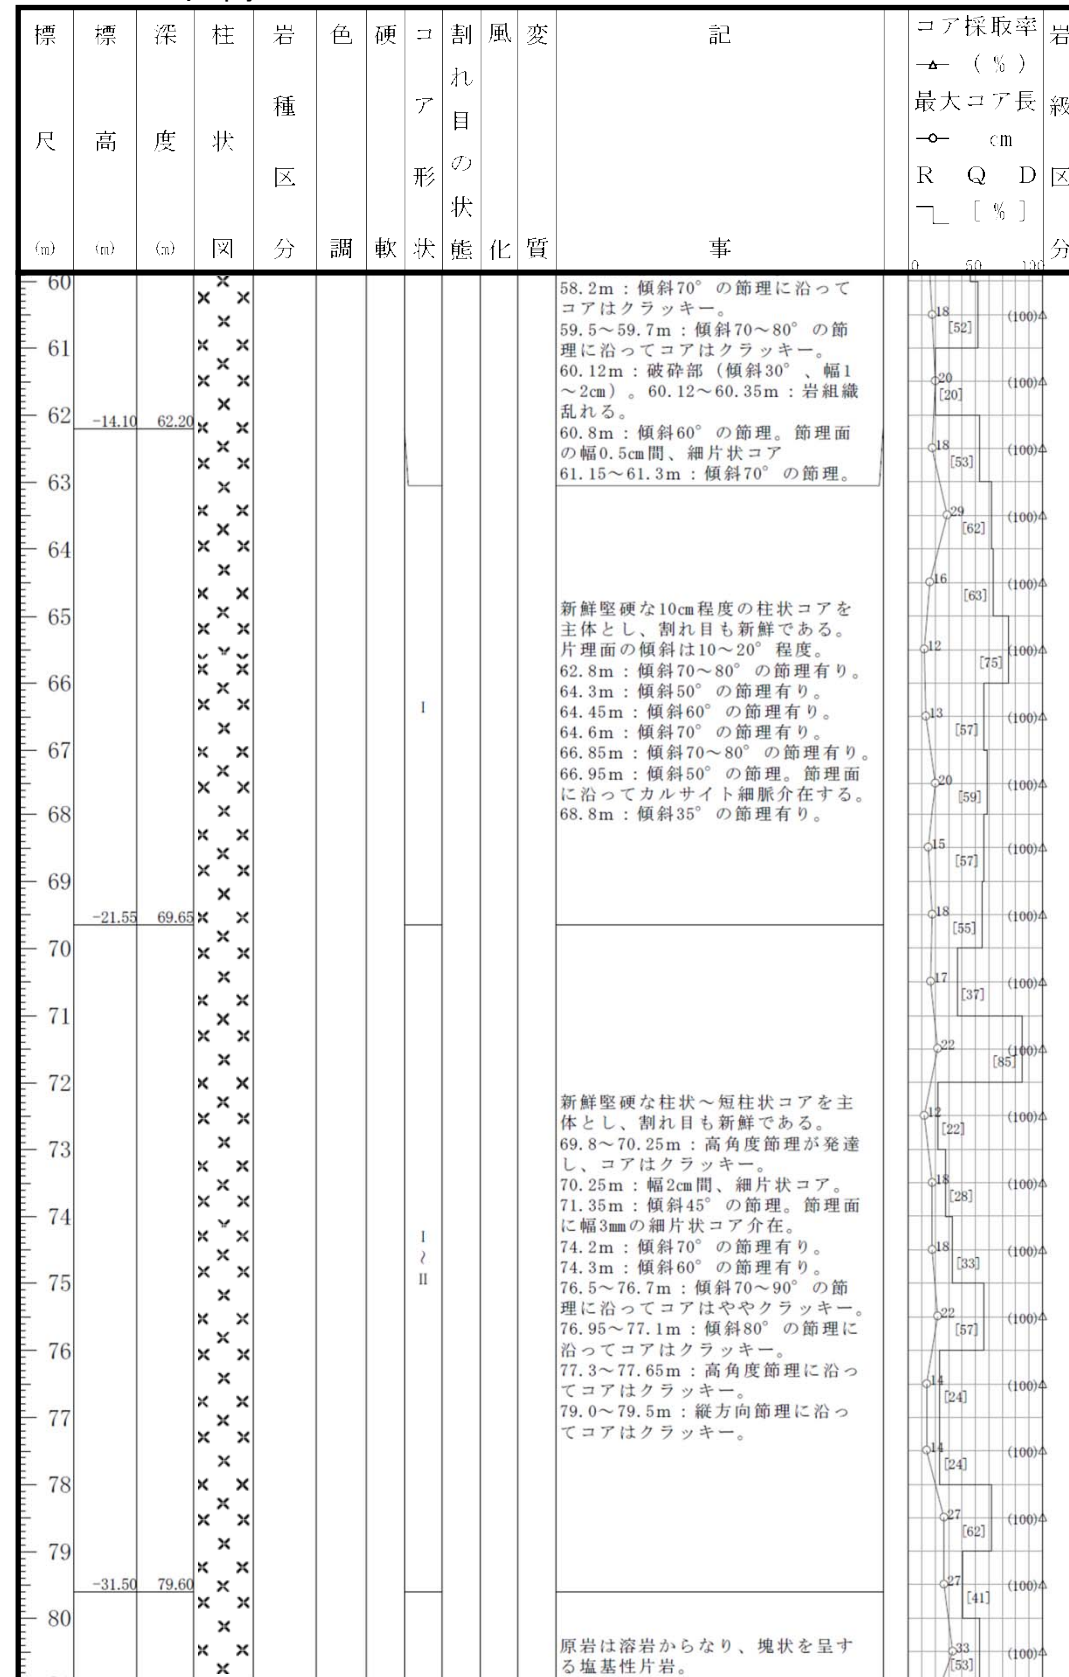 標尺(m)
標高(m)
深度(m)
柱状図
岩種区分
色調
硬軟
コア形状
割れ目の状態
風化
変質
記事
コア採取率
(%)
最大コア長
cm
RQD
[%]
岩級区分
0 50 100
60
61
62
63
64
65
66
67
68
69
70
71
72
73
74
75
76
77
78
79
80
-14.10 62.20
-21.55 69.65
-31.50 79.60
I
I
~
II
58.2m:傾斜70°の節理に沿って
コアはクラッキー。
59.5~59.7m:傾斜70~80°の節
理に沿ってコアはクラッキー。
60.12m:破砕部(傾斜30°、幅1
~2cm)。60.12~60.35m:岩組織
乱れる。
60.8m:傾斜60°の節理。節理面
の幅0.5cm間、細片状コア
61.15~61.3m:傾斜70°の節理。
新鮮堅硬な10cm程度の柱状コアを
主体とし、割れ目も新鮮である。
片理面の傾斜は10~20°程度。
62.8m:傾斜70~80°の節理有り。
64.3m:傾斜50°の節理有り。
64.45m:傾斜60°の節理有り。
64.6m:傾斜70°の節理有り。
66.85m:傾斜70~80°の節理有り。
66.95m:傾斜50°の節理。節理面
に沿ってカルサイト細脈介在する。
68.8m:傾斜35°の節理有り。
新鮮堅硬な柱状~短柱状コアを主
体とし、割れ目も新鮮である。
69.8~70.25m:高角度節理が発達
し、コアはクラッキー。
70.25m:幅2cm間、細片状コア。
71.35m:傾斜45°の節理。節理面
に幅3mmの細片状コア介在。
74.2m:傾斜70°の節理有り。
74.3m:傾斜60°の節理有り。
76.5~76.7m:傾斜70~90°の節
理に沿ってコアはややクラッキー。
76.95~77.1m:傾斜80°の節理に
沿ってコアはクラッキー。
77.3~77.65m:高角度節理に沿っ
てコアはクラッキー。
79.0~79.5m:縦方向節理に沿っ
てコアはクラッキー。
原岩は溶岩からなり、塊状を呈す
る塩基性片岩。
18 [52] (100)
20 [20] (100)
18 [53] (100)
29 [62] (100)
16 [63] (100)
12 [75] (100)
13 [57] (100)
20 [59] (100)
15 [57] (100)
18 [55] (100)
17 [37] (100)
22 [85] (100)
12 [22] (100)
18 [28] (100)
18 [33] (100)
22 [57] (100)
14 [24] (100)
14 [24] (100)
27 [62] (100)
27 [41] (100)
33 [53] (100)